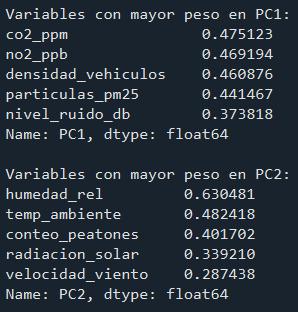 Variables con mayor peso en PC1:
co2_ppm 0.475123
no2_ppb 0.469194
densidad_vehiculos 0.460876
particulas_pm25 0.441467
nivel_ruido_db 0.373818
Name: PC1, dtype: float64

Variables con mayor peso en PC2:
humedad_rel 0.630481
temp_ambiente 0.482418
conteo_peatones 0.401702
radiacion_solar 0.339210
velocidad_viento 0.287438
Name: PC2, dtype: float64